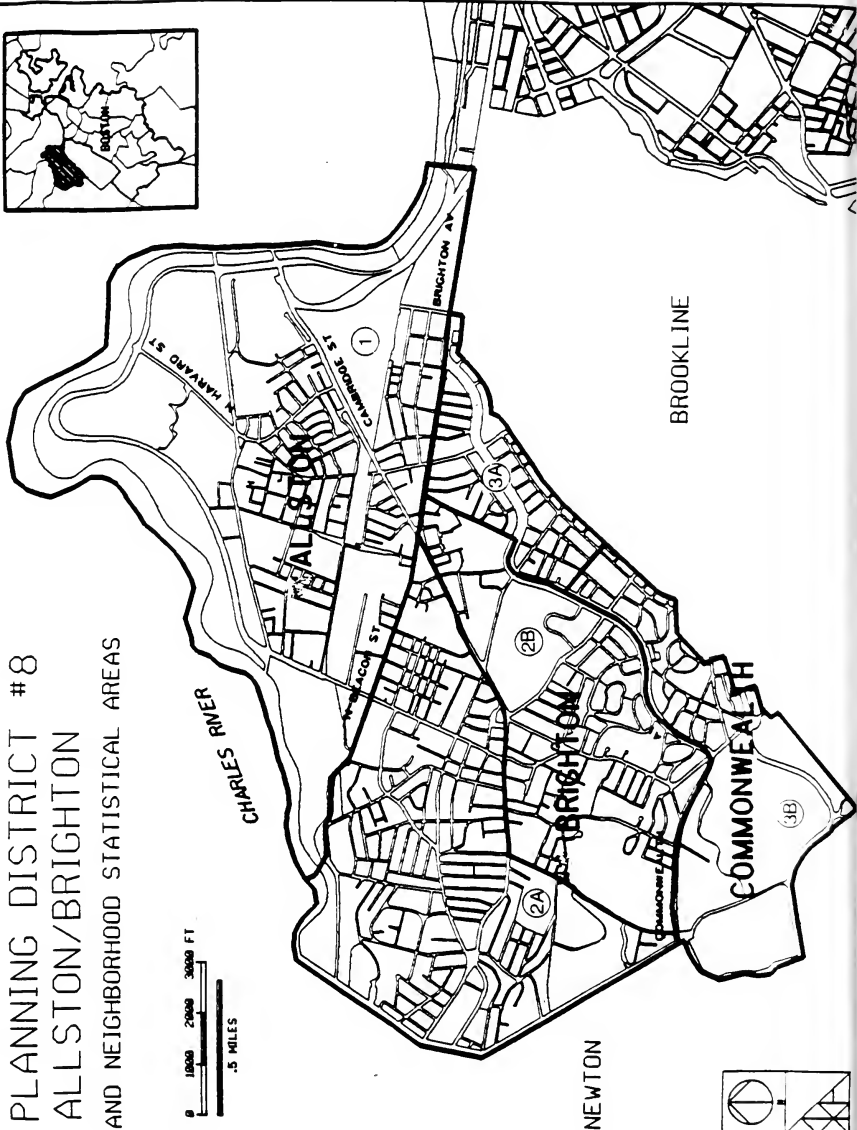 PLANNING DISTRICT #8
ALLSTON/BRIGHTON
AND NEIGHBORHOOD STATISTICAL AREAS
BOSTON
0 1000 2000 3000 FT
.5 MILES
CHARLES RIVER
N HARVARD ST
CAMBRIDGE ST
1
BRIGHTON AV
ALLSTON
N BEACON ST
3A
2B
BRIGHTON
2A
COMMONWEALTH
COMMONWEALTH
3B
BROOKLINE
NEWTON